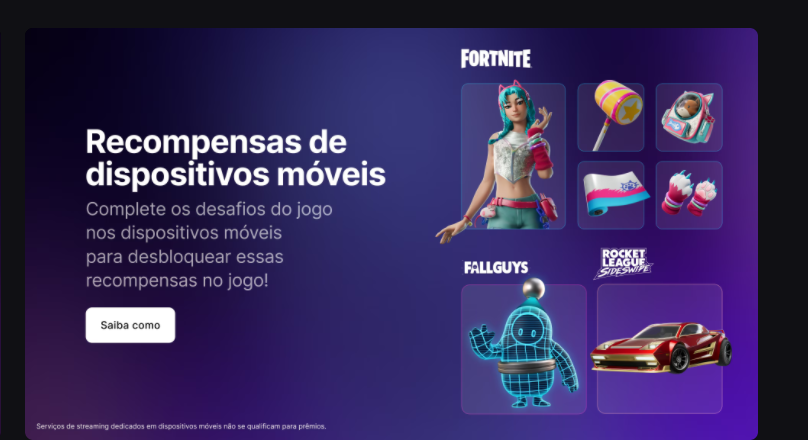 FORTNITE
Recompensas de
dispositivos móveis
Complete os desafios do jogo
nos dispositivos móveis
para desbloquear essas
recompensas no jogo!
Saiba como
FALLGUYS
ROCKET
LEAGUE
SIDESWIPE
Serviços de streaming dedicados em dispositivos móveis não se qualificam para prêmios.